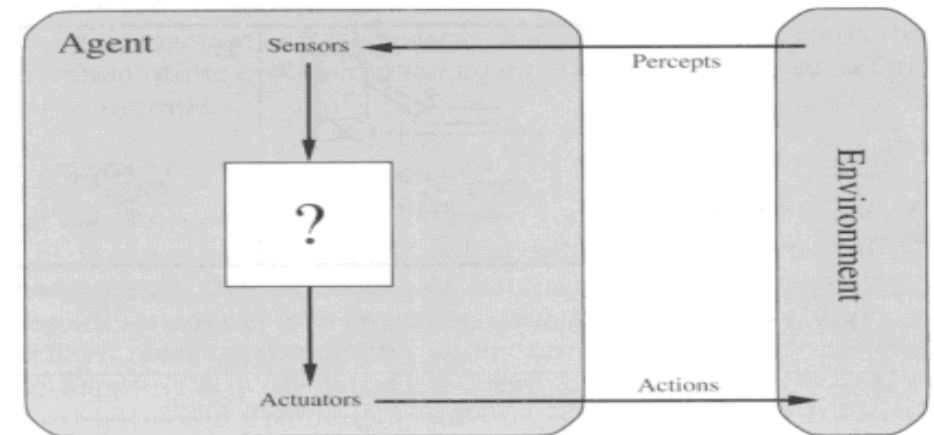 Agent
Sensors
Percepts
?
Environment
Actuators
Actions